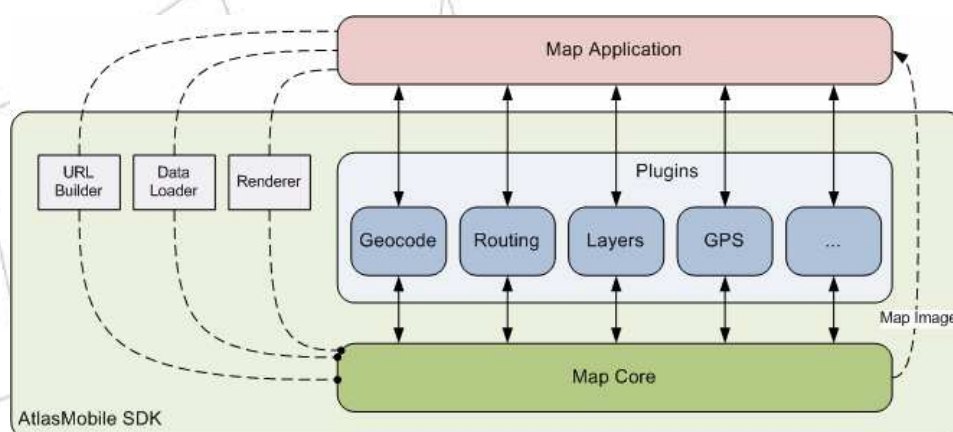 Map Application
URL
Builder
Data
Loader
Renderer
Plugins
Geocode
Routing
Layers
GPS
...
Map Image
Map Core
AtlasMobile SDK